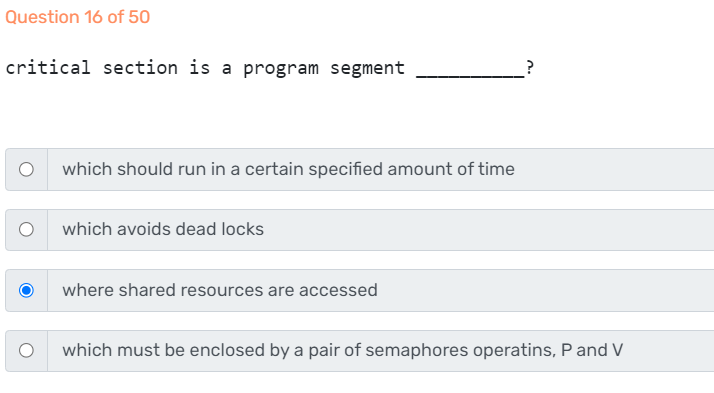 Question 16 of 50
critical section is a program segment __________?
which should run in a certain specified amount of time
which avoids dead locks
where shared resources are accessed
which must be enclosed by a pair of semaphores operatins, P and V